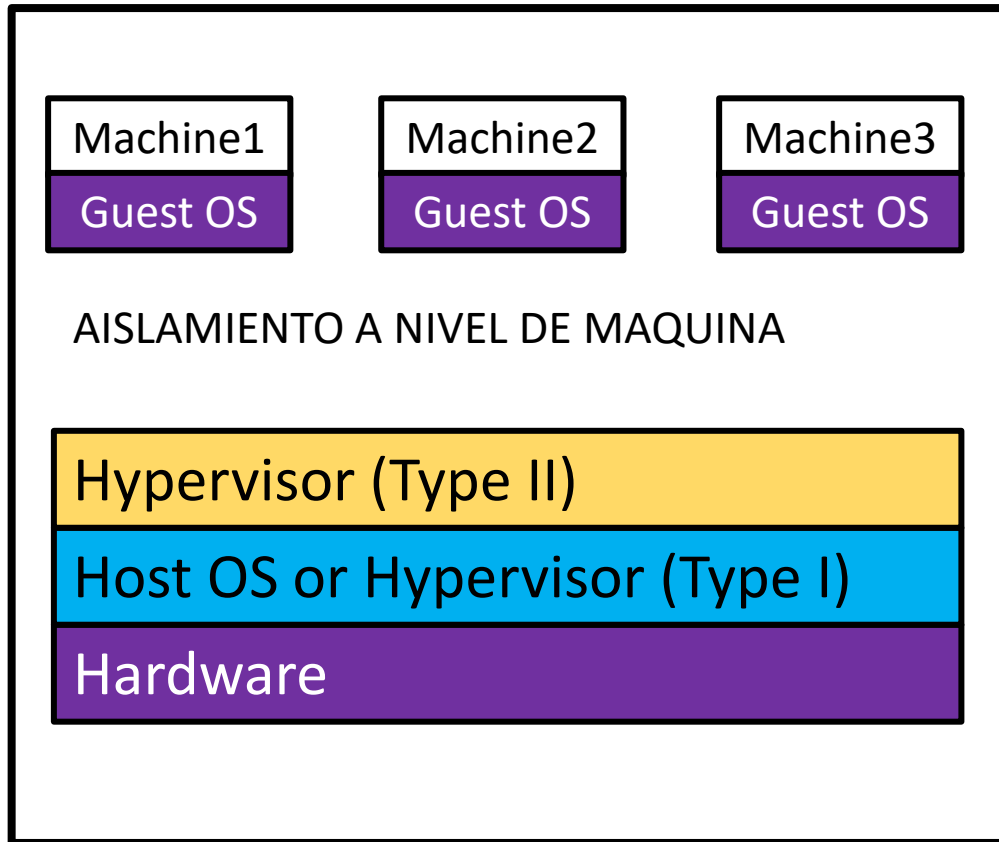 Machine1
Guest OS
Machine2
Guest OS
Machine3
Guest OS
AISLAMIENTO A NIVEL DE MAQUINA
Hypervisor (Type II)
Host OS or Hypervisor (Type I)
Hardware